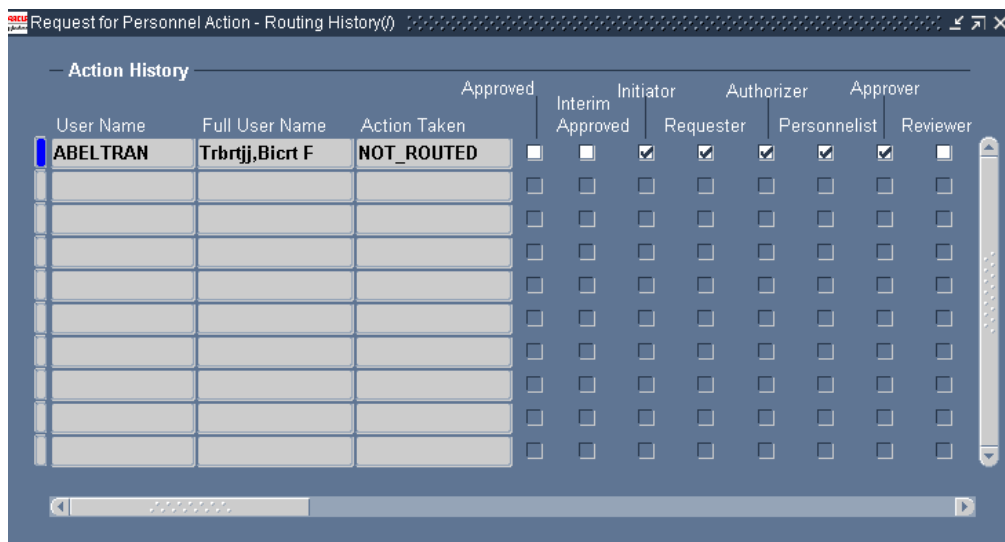 Request for Personnel Action - Routing History(/)
Action History
Approved Initiator Authorizer Approver
Interim
User Name Full User Name Action Taken Approved Requester Personnelist Reviewer
ABELTRAN Trbrtjj,Bicrt F NOT_ROUTED